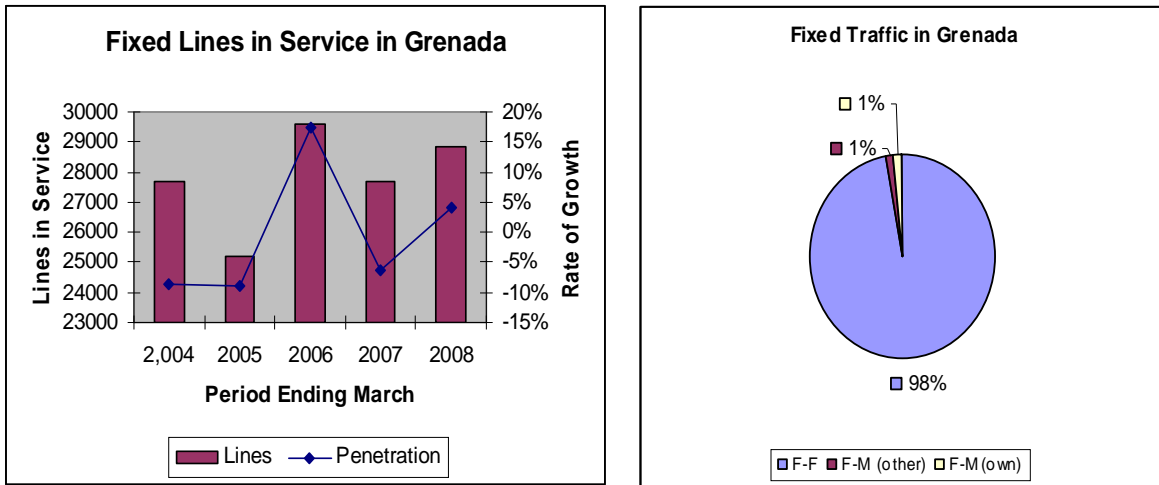 Fixed Lines in Service in Grenada
30000
29000
28000
27000
26000
25000
24000
23000
Lines in Service
20%
15%
10%
5%
0%
-5%
-10%
-15%
Rate of Growth
2,004 2005 2006 2007 2008
Period Ending March
Lines Penetration
Fixed Traffic in Grenada
1%
1%
98%
F-F F-M (other) F-M (own)